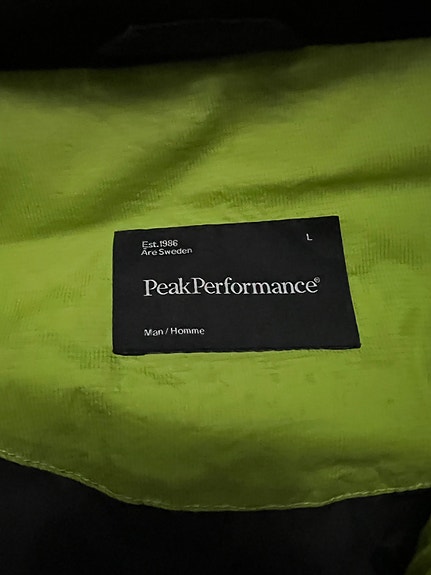 Est.1986 L
Are Sweden
PeakPerformance®
Man / Homme